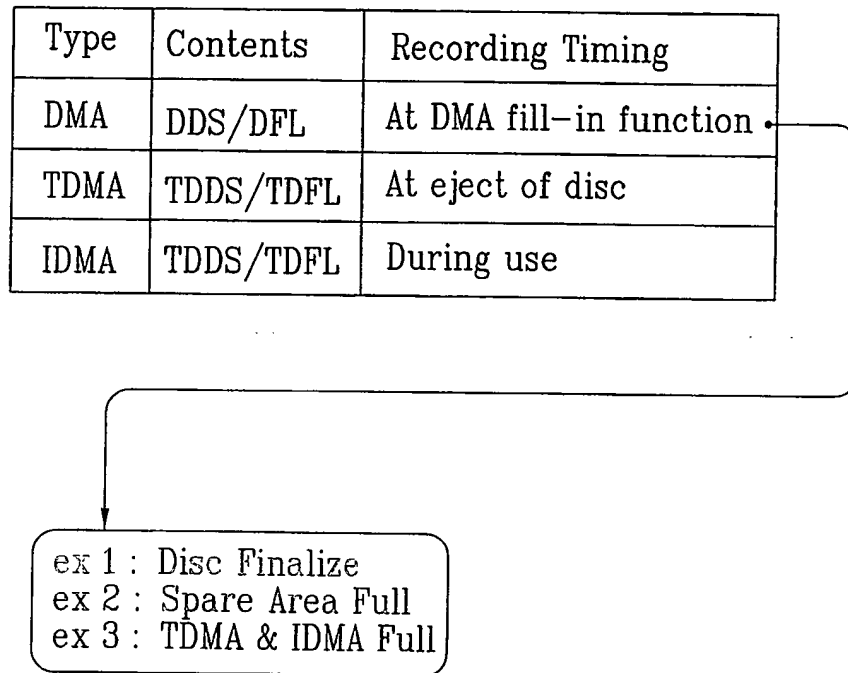 Type Contents Recording Timing
DMA DDS/DFL At DMA fill-in function
TDMA TDDS/TDFL At eject of disc
IDMA TDDS/TDFL During use
ex 1 : Disc Finalize
ex 2 : Spare Area Full
ex 3 : TDMA & IDMA Full